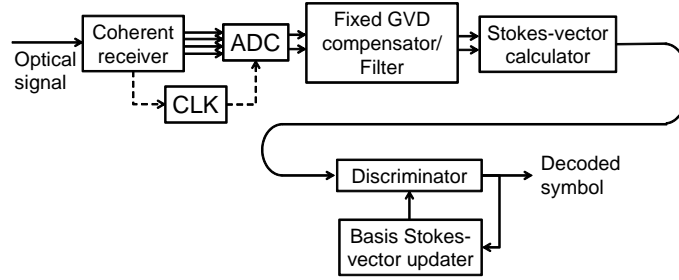 Optical
signal
Coherent
receiver
CLK
ADC
Fixed GVD
compensator/
Filter
Stokes-vector
calculator
Discriminator
Decoded
symbol
Basis Stokes-
vector updater